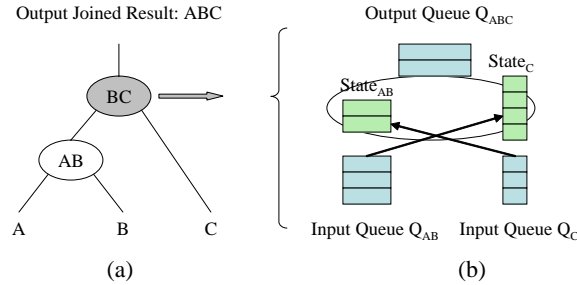 Output Joined Result: ABC
BC
AB
A
B
C
(a)
Output Queue Q_ABC
State_C
State_AB
Input Queue Q_AB
Input Queue Q_C
(b)